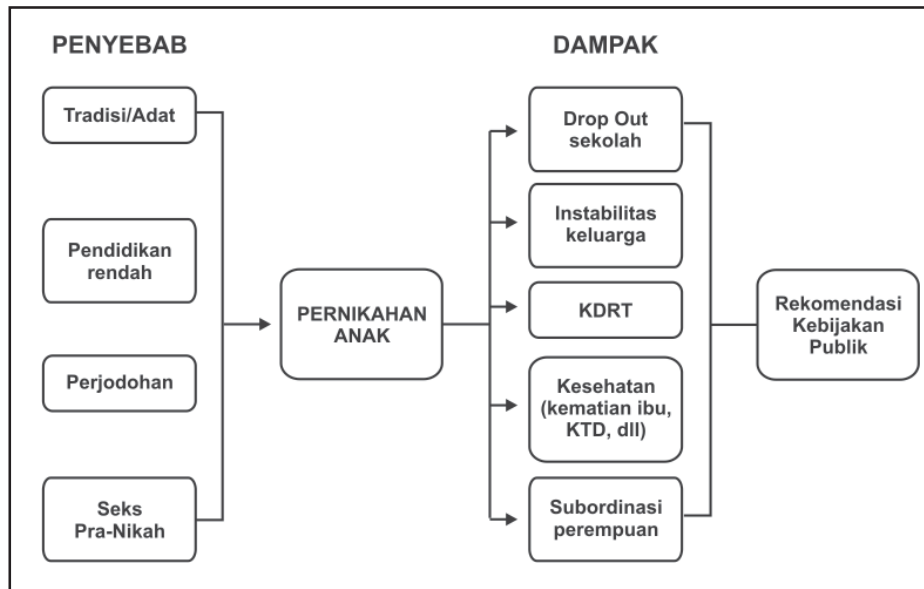 PENYEBAB
Tradisi/Adat
Pendidikan
rendah
Perjodohan
Seks
Pra-Nikah
PERNIKAHAN
ANAK
DAMPAK
Drop Out
sekolah
Instabilitas
keluarga
KDRT
Kesehatan
(kematian ibu,
KTD, dll)
Subordinasi
perempuan
Rekomendasi
Kebijakan
Publik